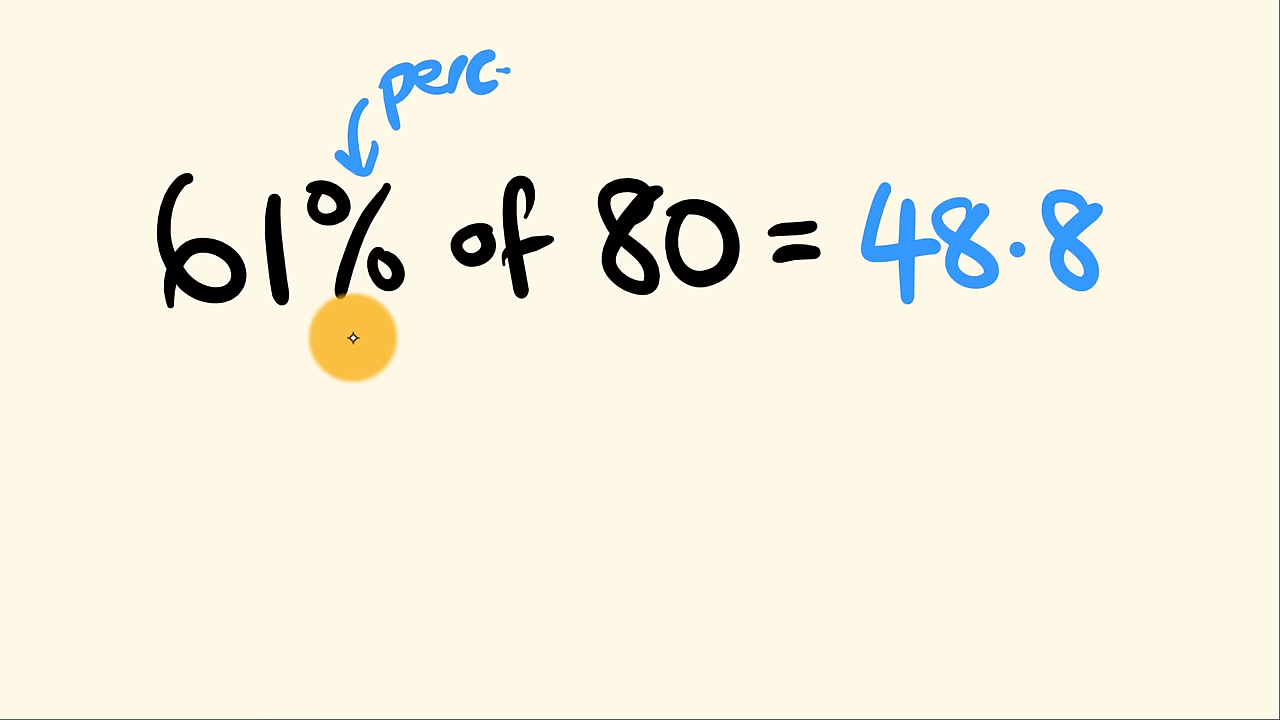 perc-
61% of 80 = 48.8